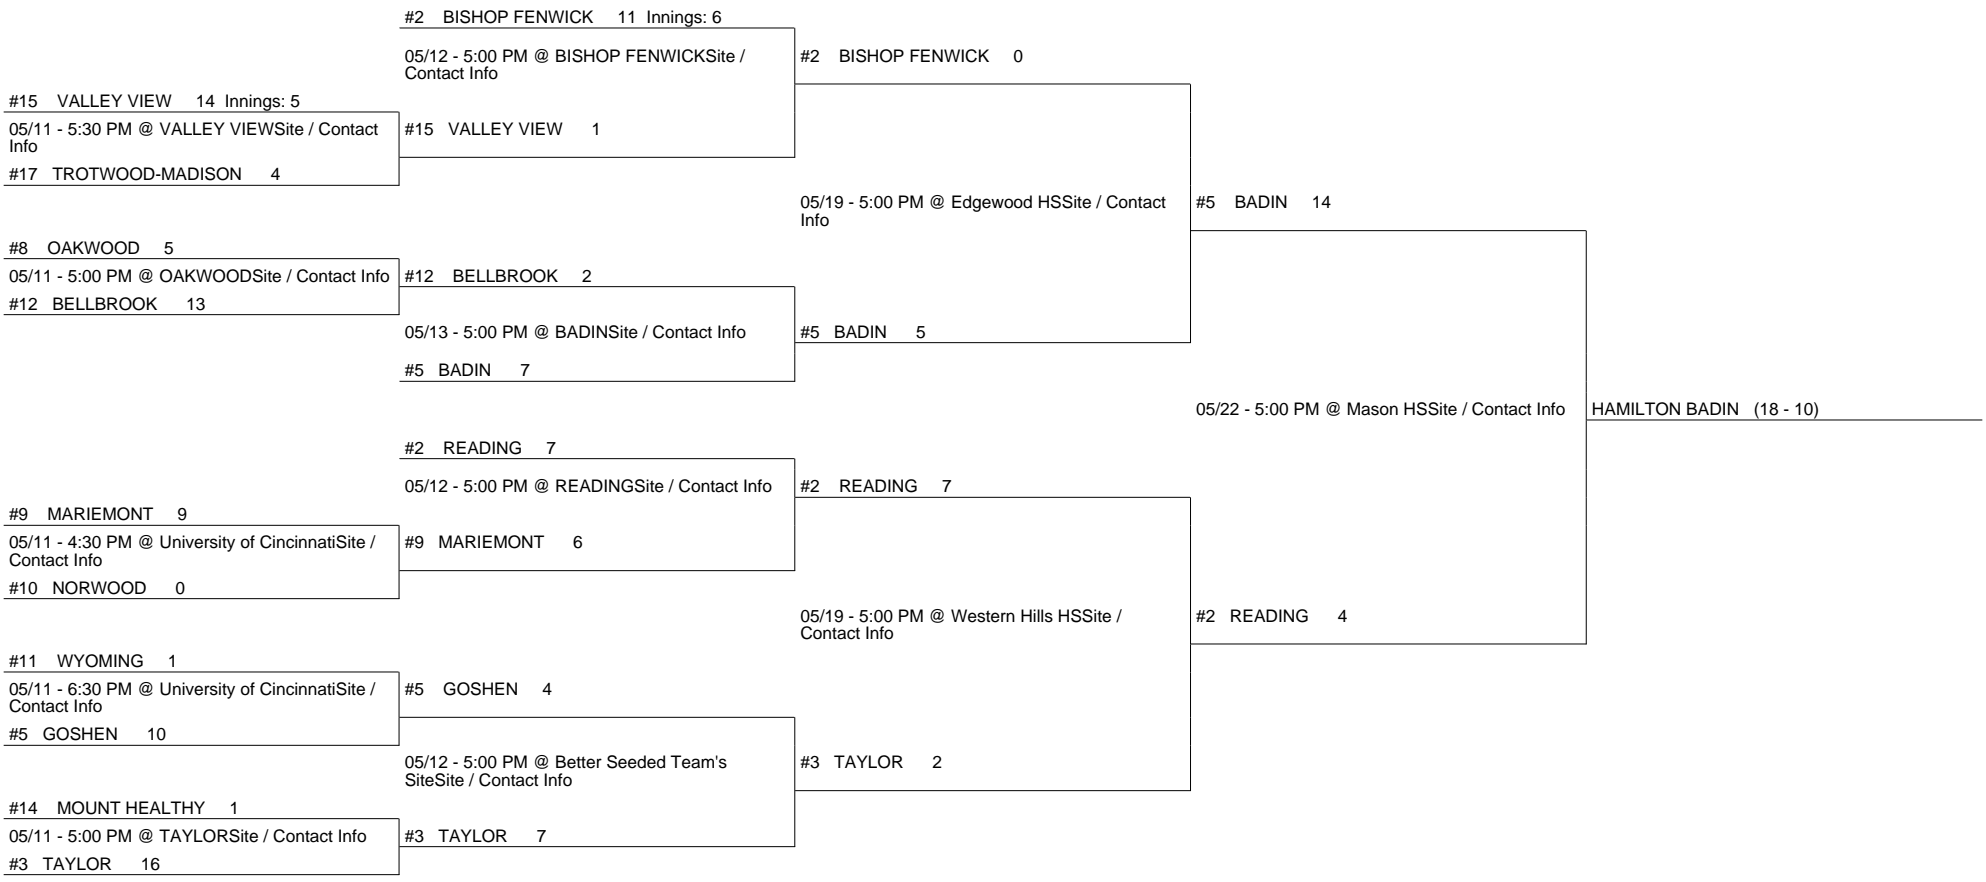 #2 BISHOP FENWICK 11 Innings: 6
05/12 - 5:00 PM @ BISHOP FENWICKSite /
Contact Info
#2 BISHOP FENWICK 0
#15 VALLEY VIEW 14 Innings: 5
05/11 - 5:30 PM @ VALLEY VIEWSite / Contact
Info
#15 VALLEY VIEW 1
#17 TROTWOOD-MADISON 4
05/19 - 5:00 PM @ Edgewood HSSite / Contact
Info
#5 BADIN 14
#8 OAKWOOD 5
05/11 - 5:00 PM @ OAKWOODSite / Contact Info
#12 BELLBROOK 2
#12 BELLBROOK 13
05/13 - 5:00 PM @ BADINSite / Contact Info
#5 BADIN 5
#5 BADIN 7
05/22 - 5:00 PM @ Mason HSSite / Contact Info
HAMILTON BADIN (18 - 10)
#2 READING 7
05/12 - 5:00 PM @ READINGSite / Contact Info
#2 READING 7
#9 MARIEMONT 9
05/11 - 4:30 PM @ University of CincinnatiSite /
Contact Info
#9 MARIEMONT 6
#10 NORWOOD 0
05/19 - 5:00 PM @ Western Hills HSSite /
Contact Info
#2 READING 4
#11 WYOMING 1
05/11 - 6:30 PM @ University of CincinnatiSite /
Contact Info
#5 GOSHEN 4
#5 GOSHEN 10
05/12 - 5:00 PM @ Better Seeded Team's
SiteSite / Contact Info
#3 TAYLOR 2
#14 MOUNT HEALTHY 1
05/11 - 5:00 PM @ TAYLORSite / Contact Info
#3 TAYLOR 7
#3 TAYLOR 16